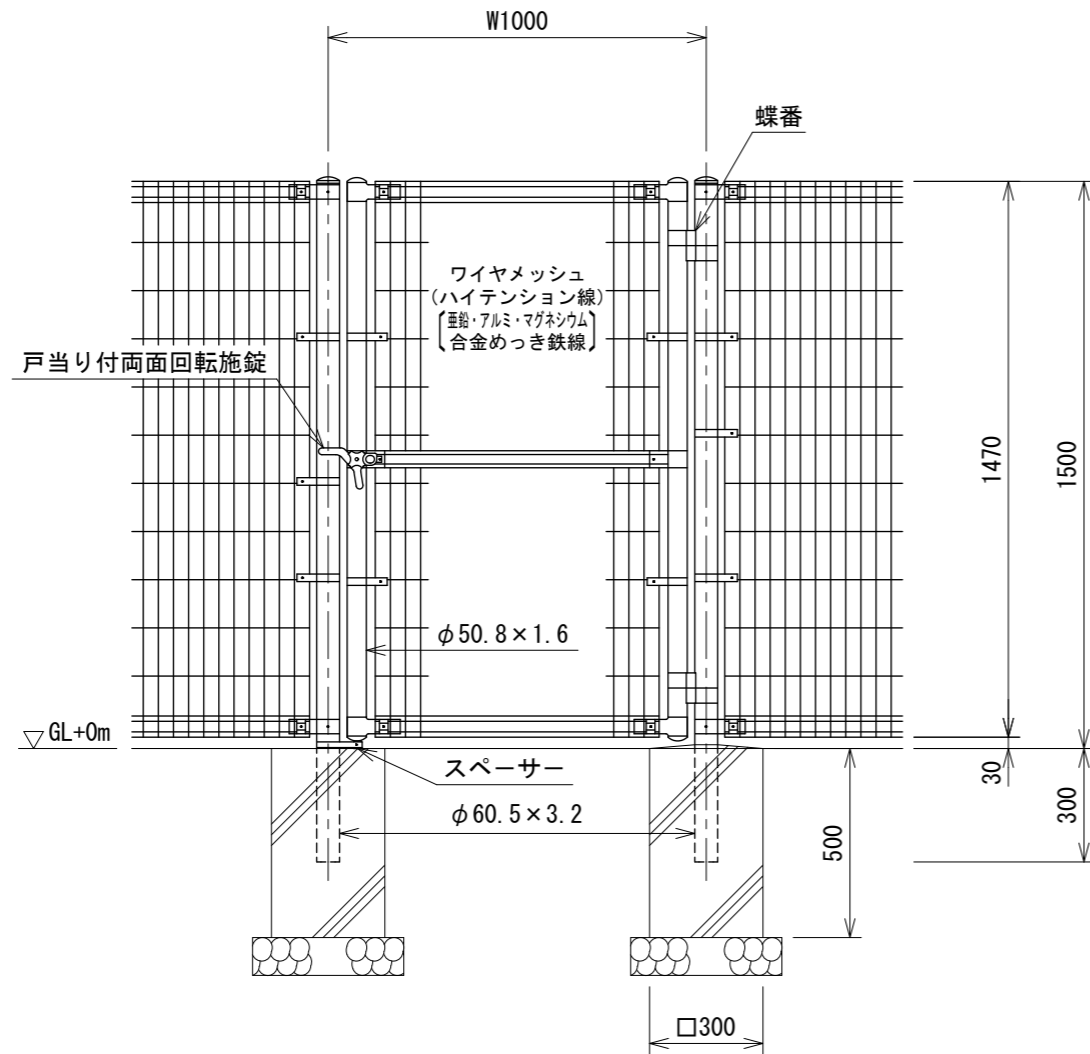 W1000
蝶番
ワイヤメッシュ
(ハイテンション線)
亜鉛・アルミ・マグネシウム
合金めっき鉄線
戸当り付両面回転施錠
1470
1500
φ50.8×1.6
GL+0m
スペーサー
φ60.5×3.2
30
300
500
□300